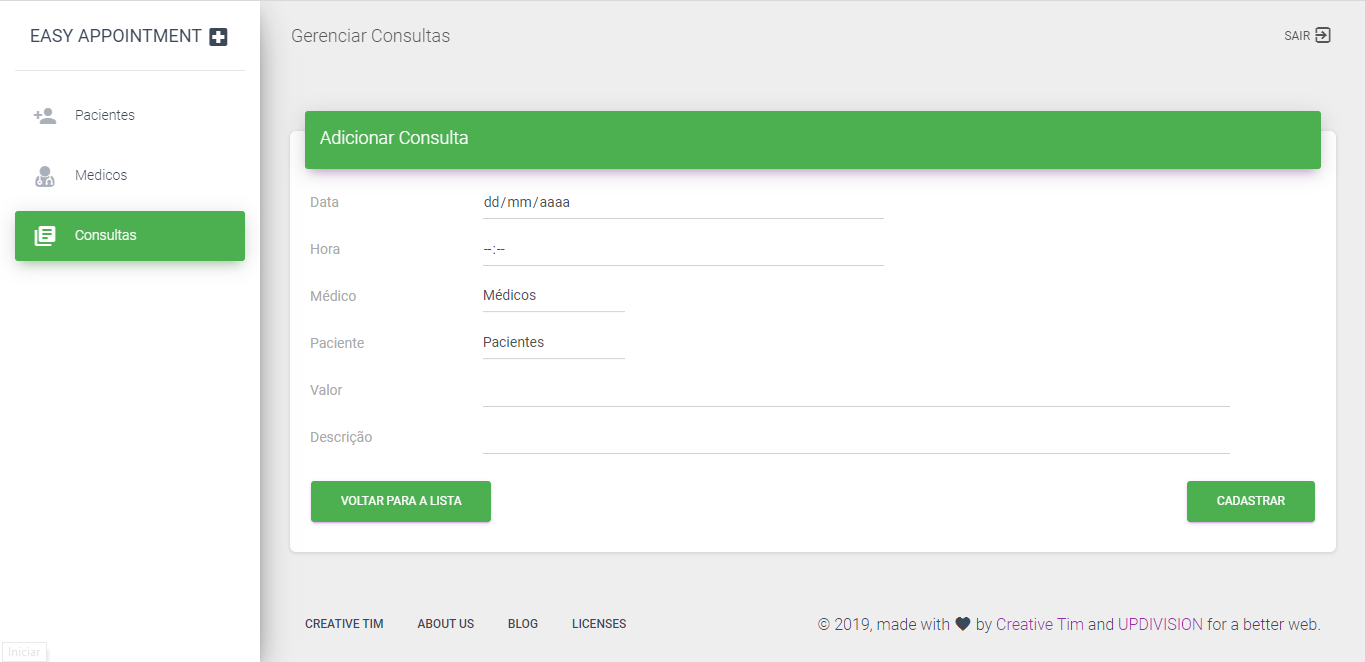 EASY APPOINTMENT
Gerenciar Consultas
SAIR
Pacientes
Medicos
Consultas
Adicionar Consulta
Data dd/mm/aaaa
Hora --:--
Médico Médicos
Paciente Pacientes
Valor
Descrição
VOLTAR PARA A LISTA CADASTRAR
CREATIVE TIM ABOUT US BLOG LICENSES
© 2019, made with by Creative Tim and UPDIVISION for a better web.
Iniciar